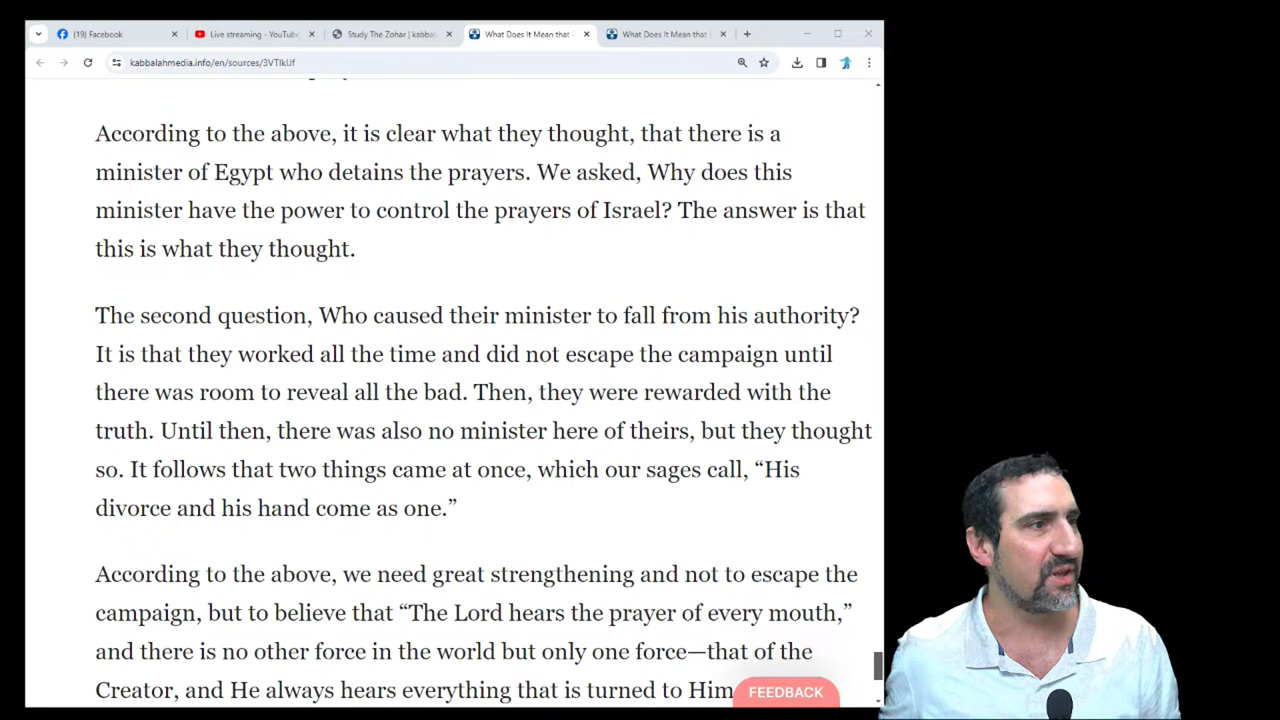 (19) Facebook
Live streaming - YouTube
Study The Zohar | kabbal
What Does It Mean that
What Does It Mean that
kabbalahmedia.info/en/sources/3VTlklJf
According to the above, it is clear what they thought, that there is a
minister of Egypt who detains the prayers. We asked, Why does this
minister have the power to control the prayers of Israel? The answer is that
this is what they thought.
The second question, Who caused their minister to fall from his authority?
It is that they worked all the time and did not escape the campaign until
there was room to reveal all the bad. Then, they were rewarded with the
truth. Until then, there was also no minister here of theirs, but they thought
so. It follows that two things came at once, which our sages call, “His
divorce and his hand come as one.”
According to the above, we need great strengthening and not to escape the
campaign, but to believe that “The Lord hears the prayer of every mouth,”
and there is no other force in the world but only one force—that of the
Creator, and He always hears everything that is turned to Him
FEEDBACK